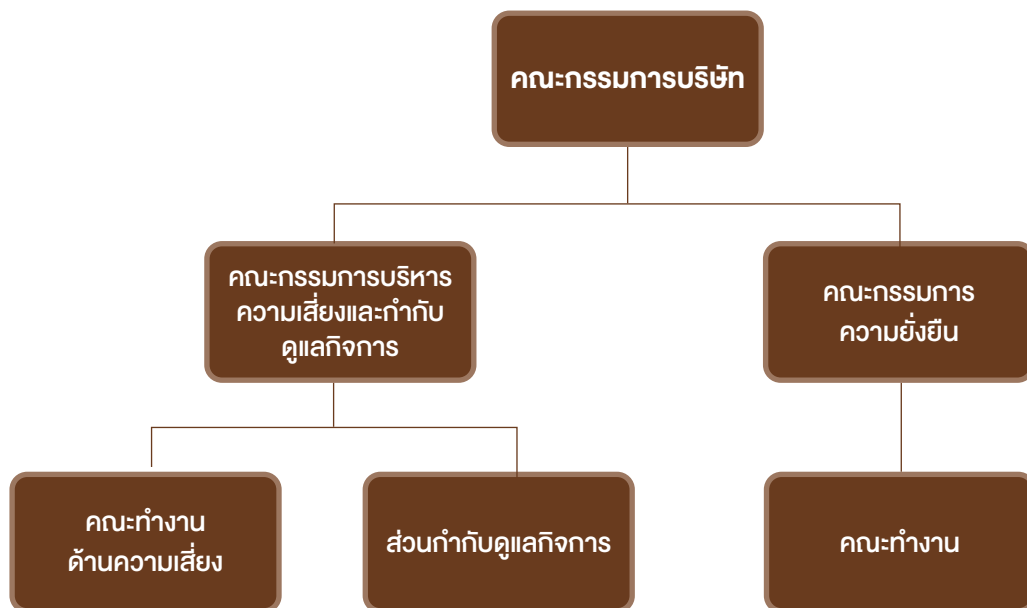 คณะกรรมการบริษัท
คณะกรรมการบริหาร
ความเสี่ยงและกำกับ
ดูแลกิจการ
คณะกรรมการ
ความยั่งยืน
คณะทำงาน
ด้านความเสี่ยง
ส่วนกำกับดูแลกิจการ
คณะทำงาน